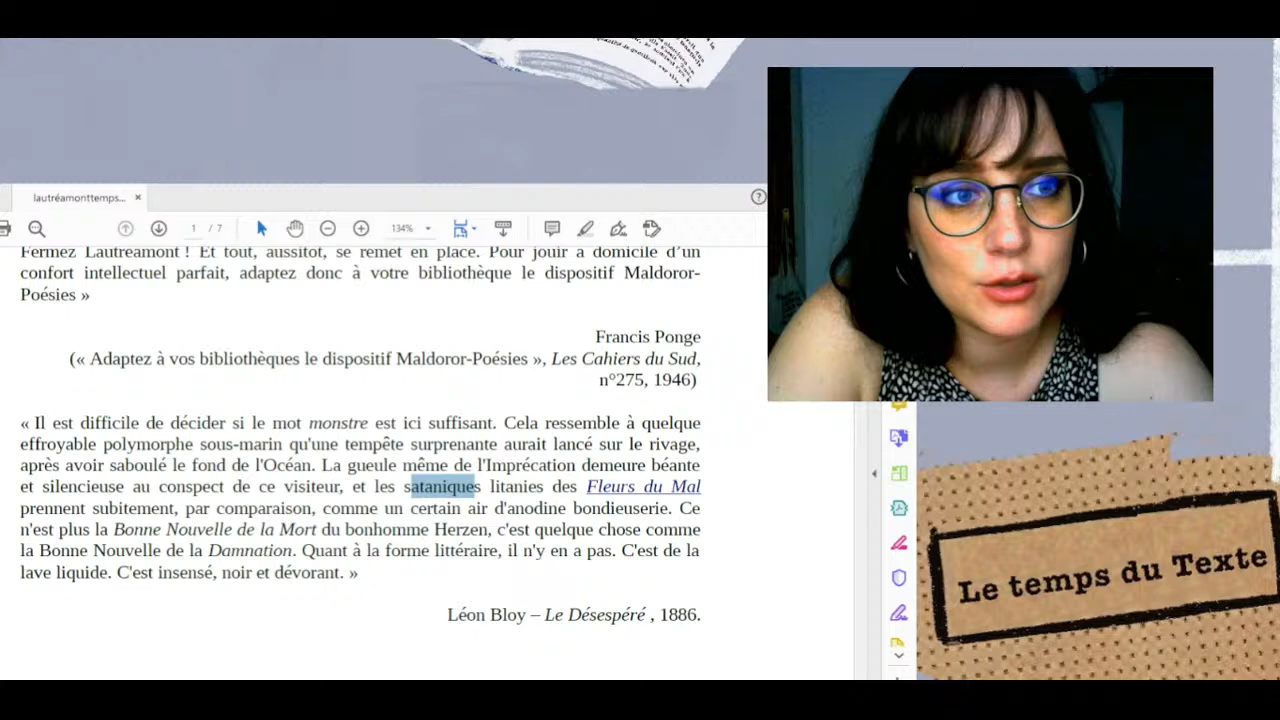 lautréamonttemps...
1 / 7
134%
Fermez Lautréamont ! Et tout, aussitôt, se remet en place. Pour jouir à domicile d'un
confort intellectuel parfait, adaptez donc à votre bibliothèque le dispositif Maldoror-
Poésies »
Francis Ponge
(« Adaptez à vos bibliothèques le dispositif Maldoror-Poésies », Les Cahiers du Sud,
n°275, 1946)
« Il est difficile de décider si le mot monstre est ici suffisant. Cela ressemble à quelque
effroyable polymorphe sous-marin qu'une tempête surprenante aurait lancé sur le rivage,
après avoir saboulé le fond de l'Océan. La gueule même de l'Imprécation demeure béante
et silencieuse au conspect de ce visiteur, et les sataniques litanies des Fleurs du Mal
prennent subitement, par comparaison, comme un certain air d'anodine bondieuserie. Ce
n'est plus la Bonne Nouvelle de la Mort du bonhomme Herzen, c'est quelque chose comme
la Bonne Nouvelle de la Damnation. Quant à la forme littéraire, il n'y en a pas. C'est de la
lave liquide. C'est insensé, noir et dévorant. »
Léon Bloy – Le Désespéré , 1886.
Le temps du Texte